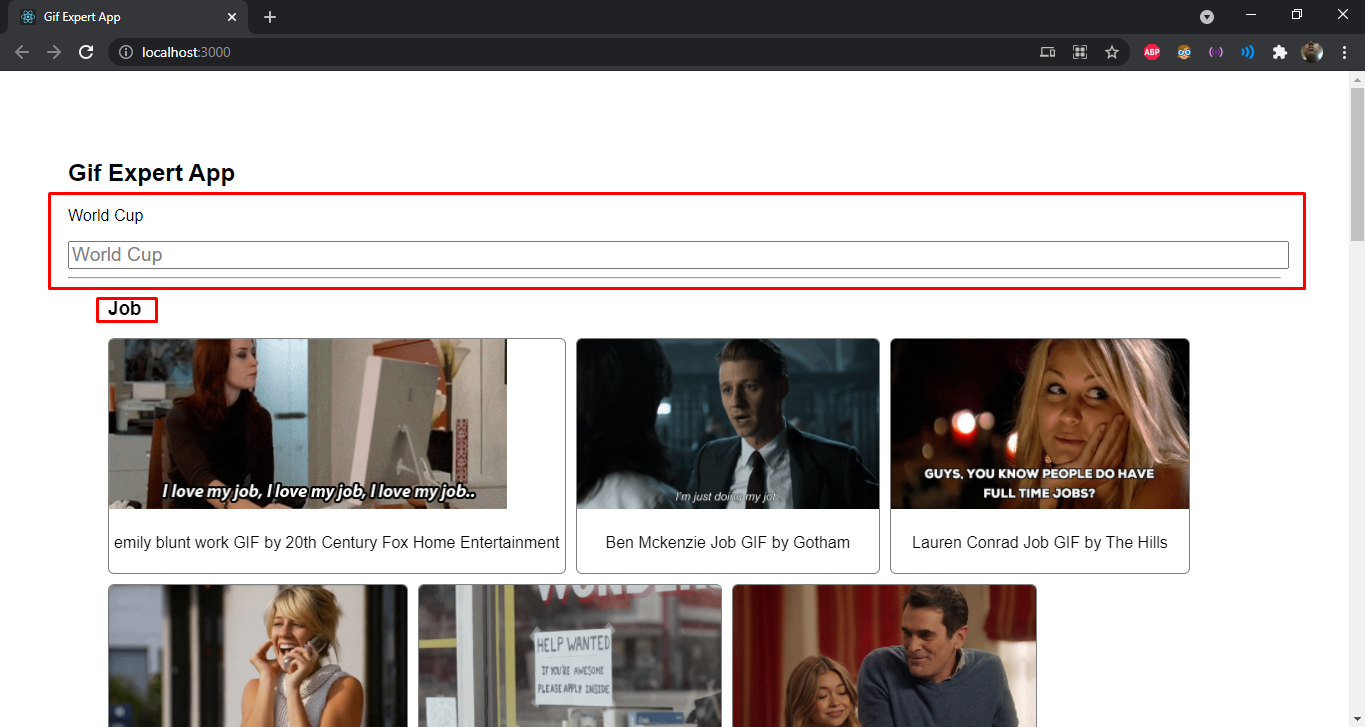 Gif Expert App
localhost:3000
ABP
Gif Expert App
World Cup
World Cup
Job
I love my job, I love my job, I love my job..
I'm just doing my job.
GUYS, YOU KNOW PEOPLE DO HAVE
FULL TIME JOBS?
emily blunt work GIF by 20th Century Fox Home Entertainment
Ben Mckenzie Job GIF by Gotham
Lauren Conrad Job GIF by The Hills
HELP WANTED
IF YOU'RE AWESOME
PLEASE APPLY INSIDE